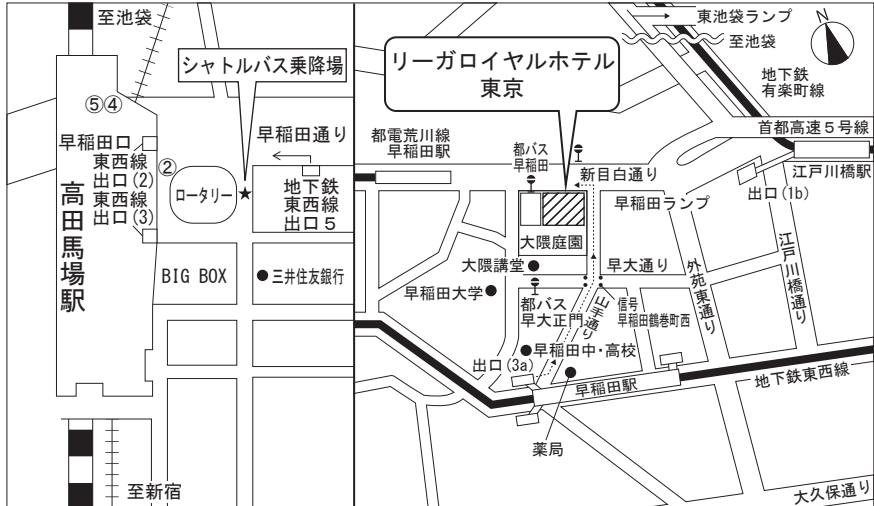 至池袋
シャトルバス乗降場
⑤④
早稲田口
東西線
出口(2)
東西線
出口(3)
高田馬場駅
②
ロータリー
★
早稲田通り
地下鉄
東西線
出口5
BIG BOX
三井住友銀行
至新宿
リーガロイヤルホテル
東京
都電荒川線
早稲田駅
都バス
早稲田
新目白通り
大隈庭園
大隈講堂
早稲田大学
都バス
早大正門
山手通り
早大通り
信号
早稲田鶴巻町西
早稲田中・高校
出口(3a)
早稲田駅
薬局
早稲田ランプ
外苑東通り
江戸川橋通り
出口(1b)
江戸川橋駅
首都高速5号線
地下鉄
有楽町線
東池袋ランプ
至池袋
N
地下鉄東西線
大久保通り